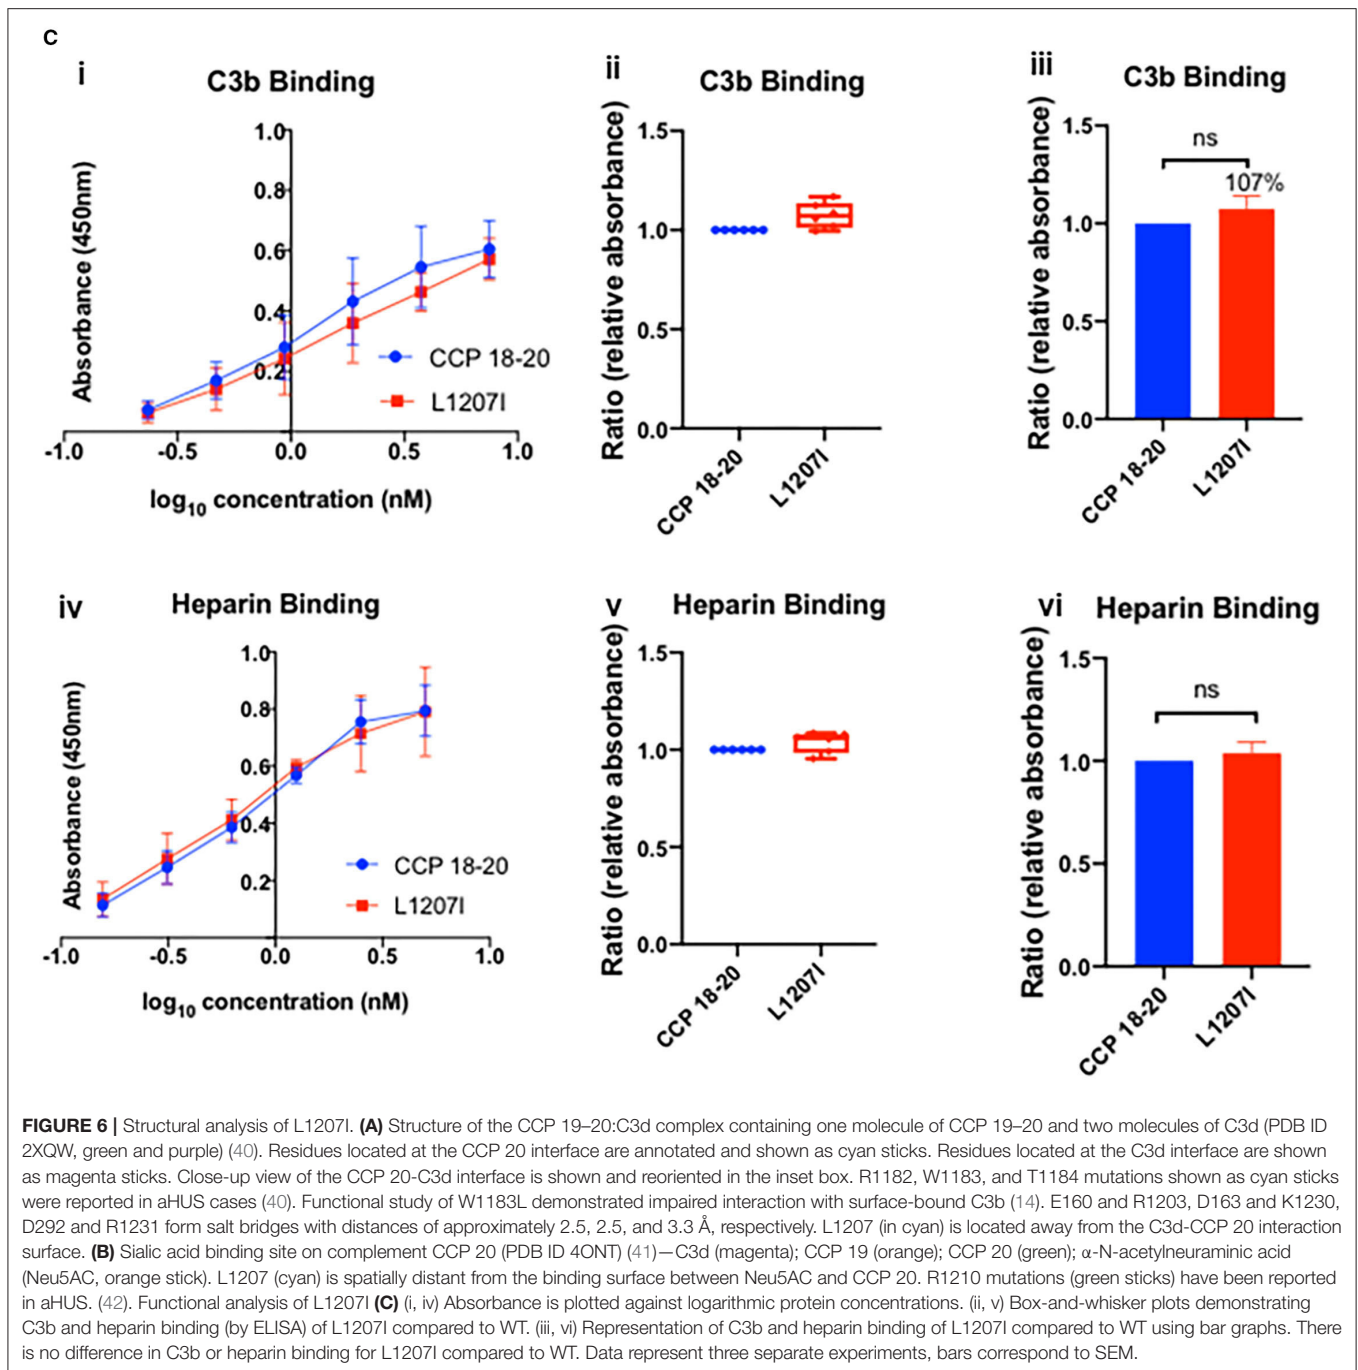 C
i
C3b Binding
Absorbance (450nm)
1.0
0.8
0.6
0.4
0.2
-1.0 -0.5 0.0 0.5 1.0
CCP 18-20
L1207I
log10 concentration (nM)
ii
C3b Binding
Ratio (relative absorbance)
1.5
1.0
0.5
0.0
CCP 18-20
L1207I
iii
C3b Binding
Ratio (relative absorbance)
1.5
1.0
0.5
0.0
ns
107%
CCP 18-20
L1207I
iv
Heparin Binding
Absorbance (450nm)
1.0
0.8
0.6
0.4
0.2
-1.0 -0.5 0.0 0.5 1.0
CCP 18-20
L1207I
log10 concentration (nM)
v
Heparin Binding
Ratio (relative absorbance)
1.5
1.0
0.5
0.0
CCP 18-20
L1207I
vi
Heparin Binding
Ratio (relative absorbance)
1.5
1.0
0.5
0.0
ns
CCP 18-20
L1207I
FIGURE 6 | Structural analysis of L1207I. (A) Structure of the CCP 19–20:C3d complex containing one molecule of CCP 19–20 and two molecules of C3d (PDB ID
2XQW, green and purple) (40). Residues located at the CCP 20 interface are annotated and shown as cyan sticks. Residues located at the C3d interface are shown
as magenta sticks. Close-up view of the CCP 20-C3d interface is shown and reoriented in the inset box. R1182, W1183, and T1184 mutations shown as cyan sticks
were reported in aHUS cases (40). Functional study of W1183L demonstrated impaired interaction with surface-bound C3b (14). E160 and R1203, D163 and K1230,
D292 and R1231 form salt bridges with distances of approximately 2.5, 2.5, and 3.3 Å, respectively. L1207 (in cyan) is located away from the C3d-CCP 20 interaction
surface. (B) Sialic acid binding site on complement CCP 20 (PDB ID 4ONT) (41)—C3d (magenta); CCP 19 (orange); CCP 20 (green); α-N-acetylneuraminic acid
(Neu5AC, orange stick). L1207 (cyan) is spatially distant from the binding surface between Neu5AC and CCP 20. R1210 mutations (green sticks) have been reported
in aHUS. (42). Functional analysis of L1207I (C) (i, iv) Absorbance is plotted against logarithmic protein concentrations. (ii, v) Box-and-whisker plots demonstrating
C3b and heparin binding (by ELISA) of L1207I compared to WT. (iii, vi) Representation of C3b and heparin binding of L1207I compared to WT using bar graphs. There
is no difference in C3b or heparin binding for L1207I compared to WT. Data represent three separate experiments, bars correspond to SEM.